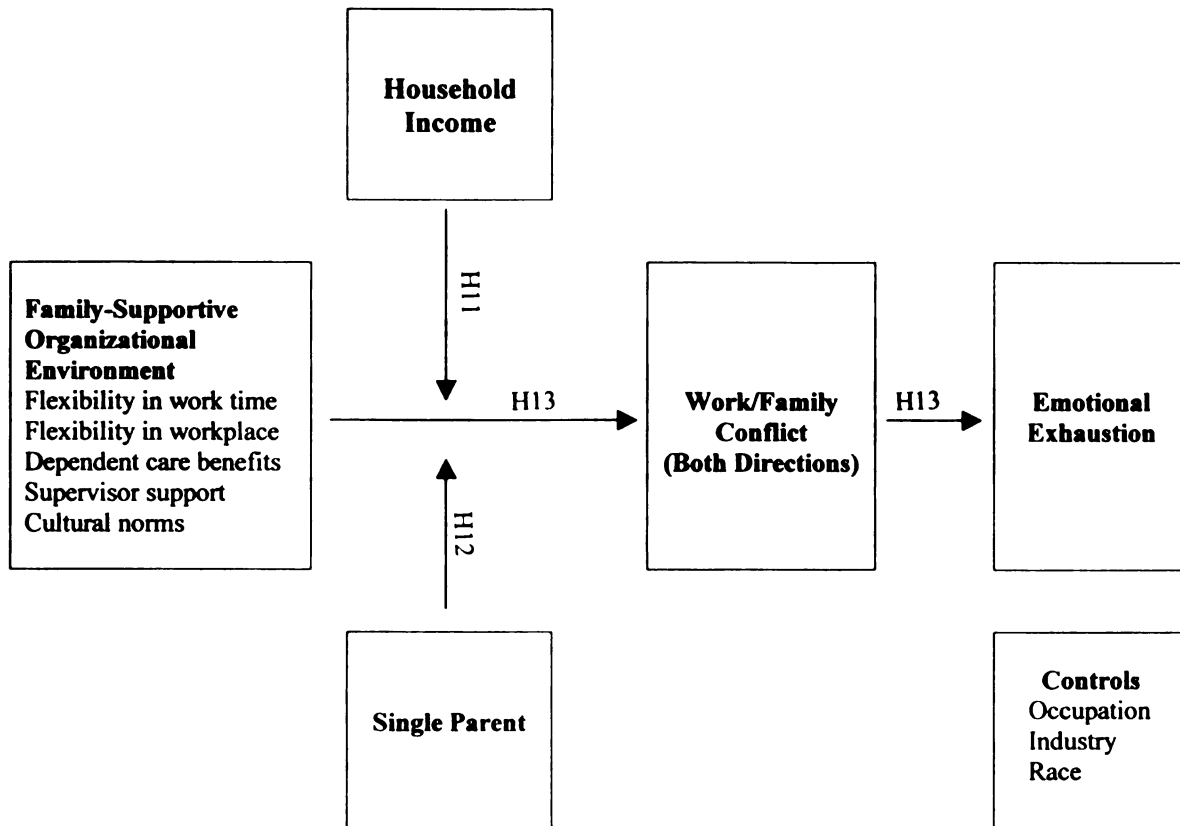 Household
Income
H11
Family-Supportive
Organizational
Environment
Flexibility in work time
Flexibility in workplace
Dependent care benefits
Supervisor support
Cultural norms
H13
Work/Family
Conflict
(Both Directions)
H13
Emotional
Exhaustion
H12
Single Parent
Controls
Occupation
Industry
Race